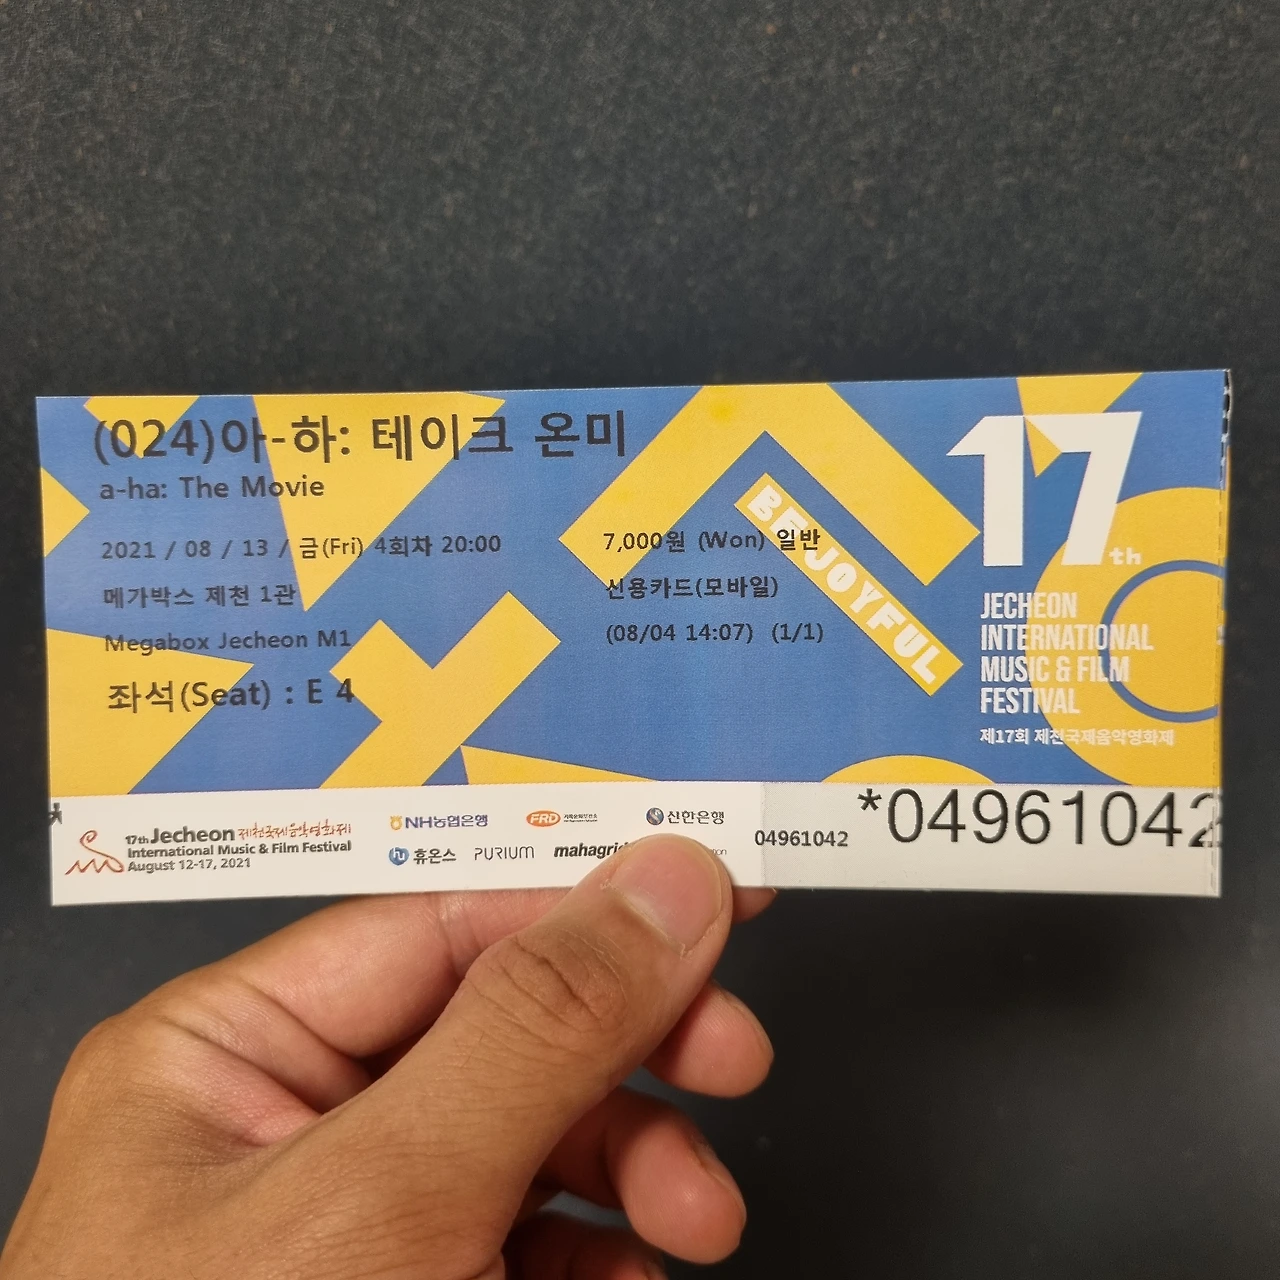 (024)아-하: 테이크 온미
a-ha: The Movie
2021 / 08 / 13 / 금(Fri) 4회차 20:00
메가박스 제천 1관
Megabox Jecheon M1
좌석(Seat) : E 4
7,000원 (Won) 일반
신용카드(모바일)
(08/04 14:07) (1/1)
BE JOYFUL
17th
JECHEON
INTERNATIONAL
MUSIC & FILM
FESTIVAL
제17회 제천국제음악영화제
17th Jecheon 제천국제음악영화제
International Music & Film Festival
August 12-17, 2021
NH농협은행
FRD
신한은행
hu 휴온스
PURIUM
04961042
*04961042